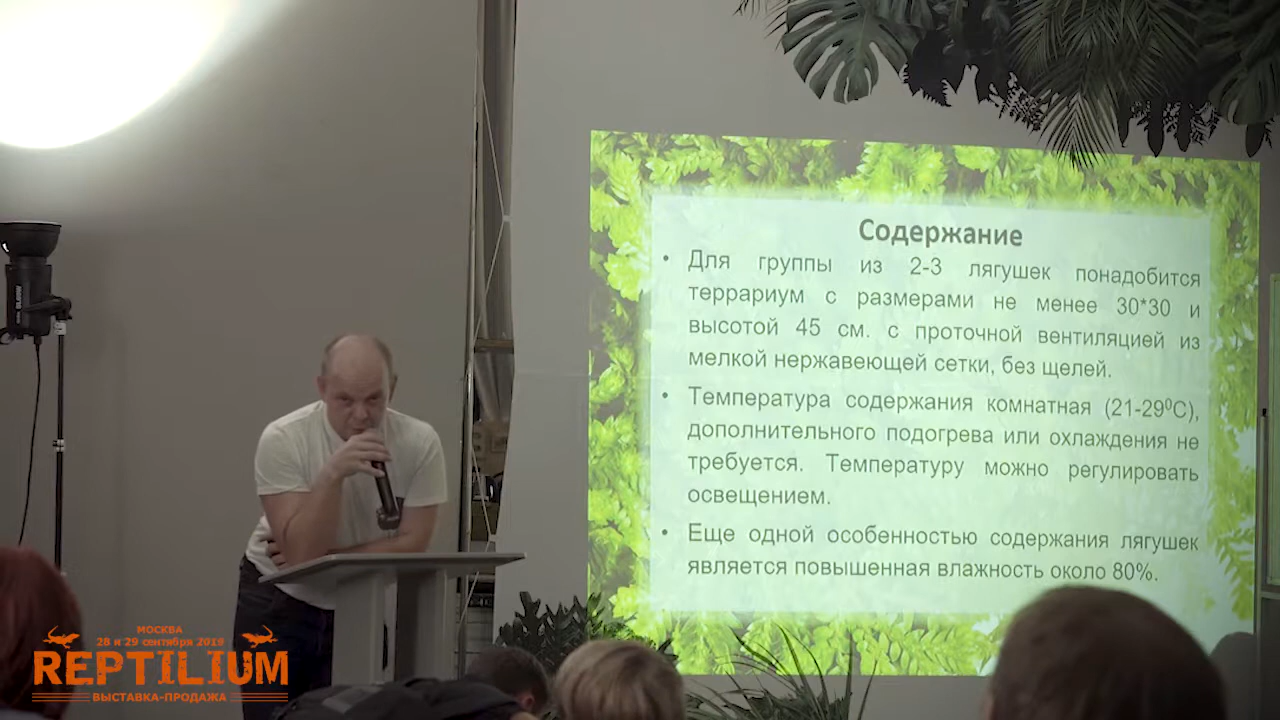 Содержание
• Для группы из 2-3 лягушек понадобится
террариум с размерами не менее 30*30 и
высотой 45 см. с проточной вентиляцией из
мелкой нержавеющей сетки, без щелей.
• Температура содержания комнатная (21-29⁰С),
дополнительного подогрева или охлаждения не
требуется. Температуру можно регулировать
освещением.
• Еще одной особенностью содержания лягушек
является повышенная влажность около 80%.
МОСКВА
28 и 29 сентября 2019
REPTILIUM
ВЫСТАВКА-ПРОДАЖА